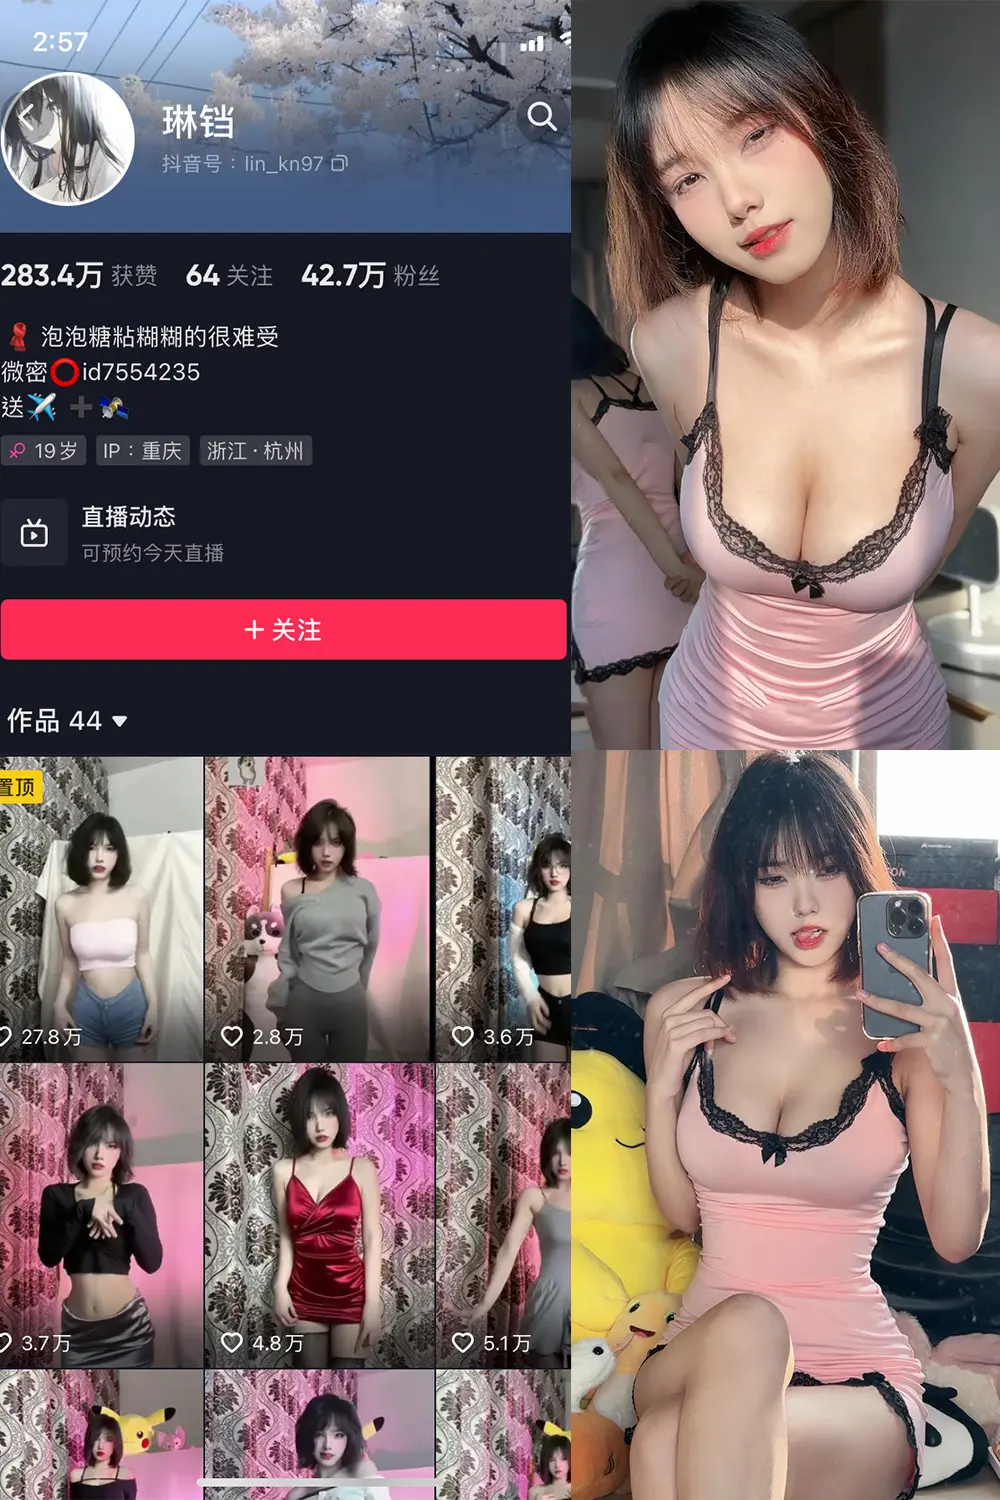 2:57
琳铛
抖音号：lin_kn97
283.4万 获赞 64 关注 42.7万 粉丝
泡泡糖粘糊糊的很难受
微密⭕id7554235
送✈️➕🛰️
19岁 IP：重庆 浙江·杭州
直播动态
可预约今天直播
+ 关注
作品 44
置顶
27.8万 2.8万 3.6万
3.7万 4.8万 5.1万